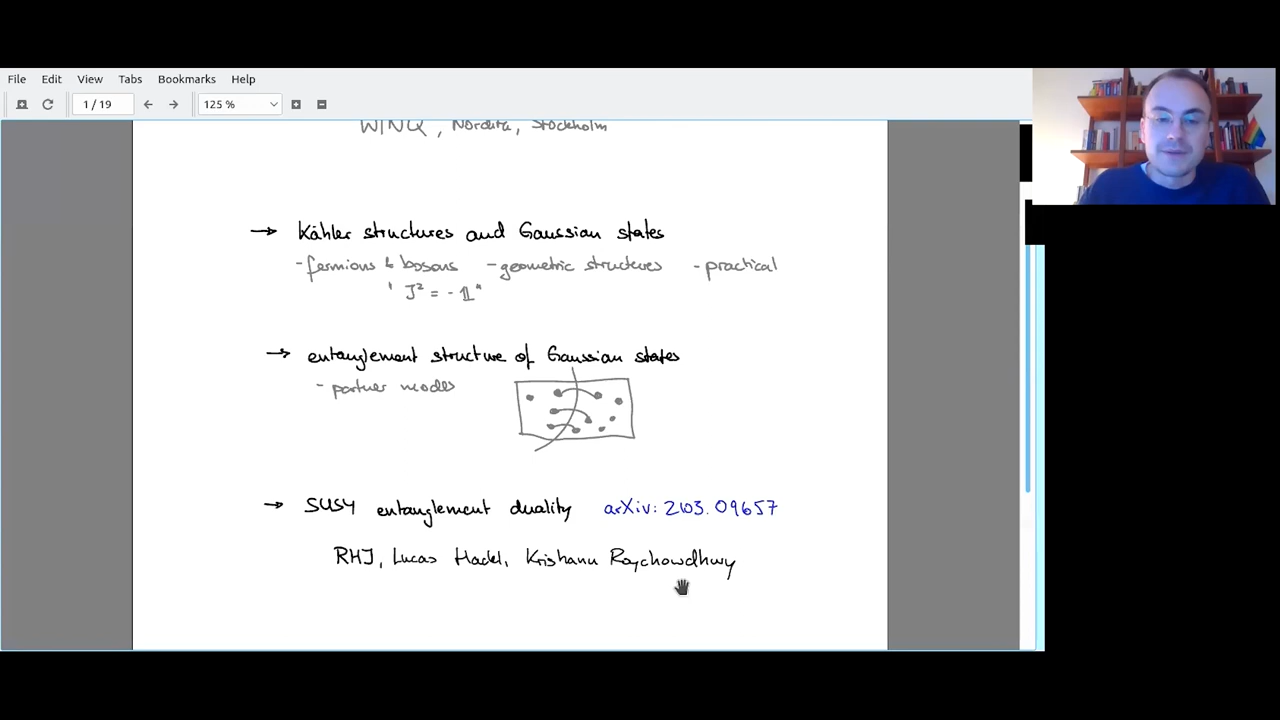 File Edit View Tabs Bookmarks Help
1 / 19 125 %
WINQ, Nordita, Stockholm
→ Kähler structures and Gaussian states
- fermions & bosons - geometric structures - practical
"J² = -𝟙"
→ entanglement structure of Gaussian states
- partner modes
→ SUSY entanglement duality arXiv: 2103.09657
RHJ, Lucas Hackl, Krishanu Roychowdhury